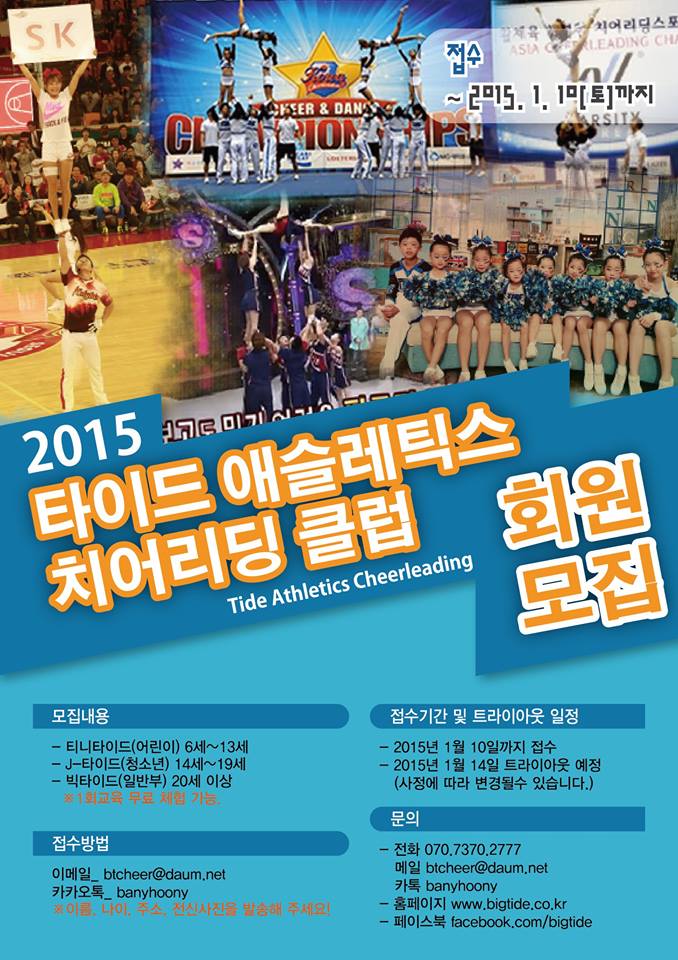 SK
CHEER & DANCE
CHAMPIONSHIPS
ASIA CHEERLEADING CHA
VARSITY
접수
~ 2015. 1. 10(토)까지
2015
타이드 애슬레틱스
치어리딩 클럽
Tide Athletics Cheerleading
회원
모집
모집내용
- 티니타이드(어린이) 6세~13세
- J-타이드(청소년) 14세~19세
- 빅타이드(일반부) 20세 이상
※1회교육 무료 체험 가능.
접수방법
이메일_ btcheer@daum.net
카카오톡_ banyhoony
※이름, 나이, 주소, 전신사진을 발송해 주세요!
접수기간 및 트라이아웃 일정
- 2015년 1월 10일까지 접수
- 2015년 1월 14일 트라이아웃 예정
(사정에 따라 변경될수 있습니다.)
문의
- 전화 070.7370.2777
메일 btcheer@daum.net
카톡 banyhoony
- 홈페이지 www.bigtide.co.kr
- 페이스북 facebook.com/bigtide